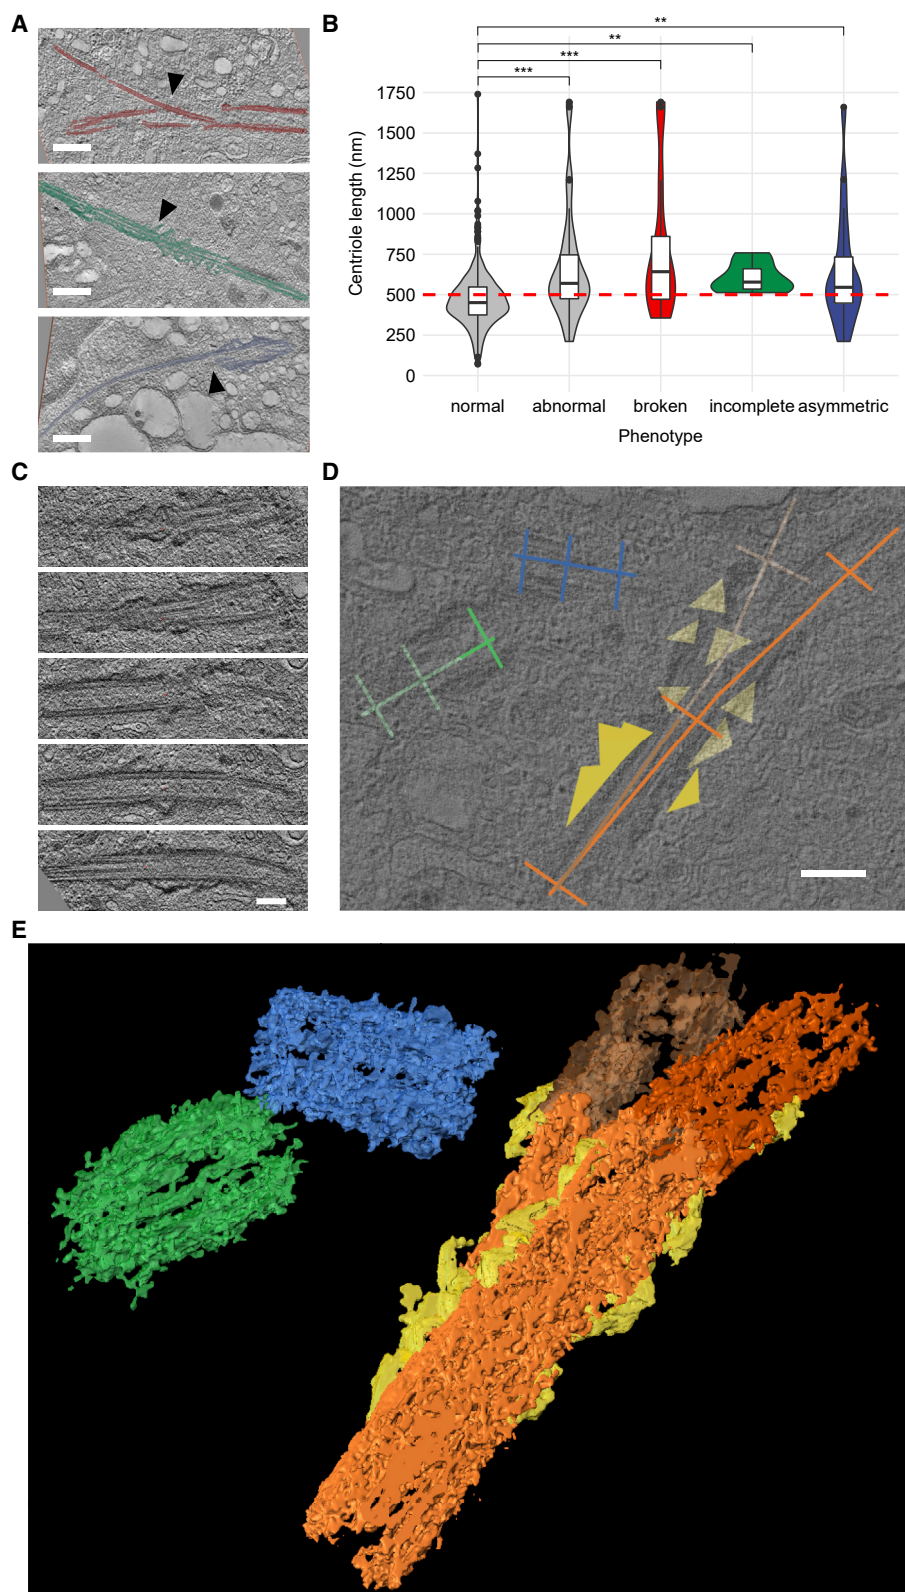 A
B
**
**
***
***
Centriole length (nm)
1750
1500
1250
1000
750
500
250
0
normal
abnormal
broken
incomplete
asymmetric
Phenotype
C
D
E